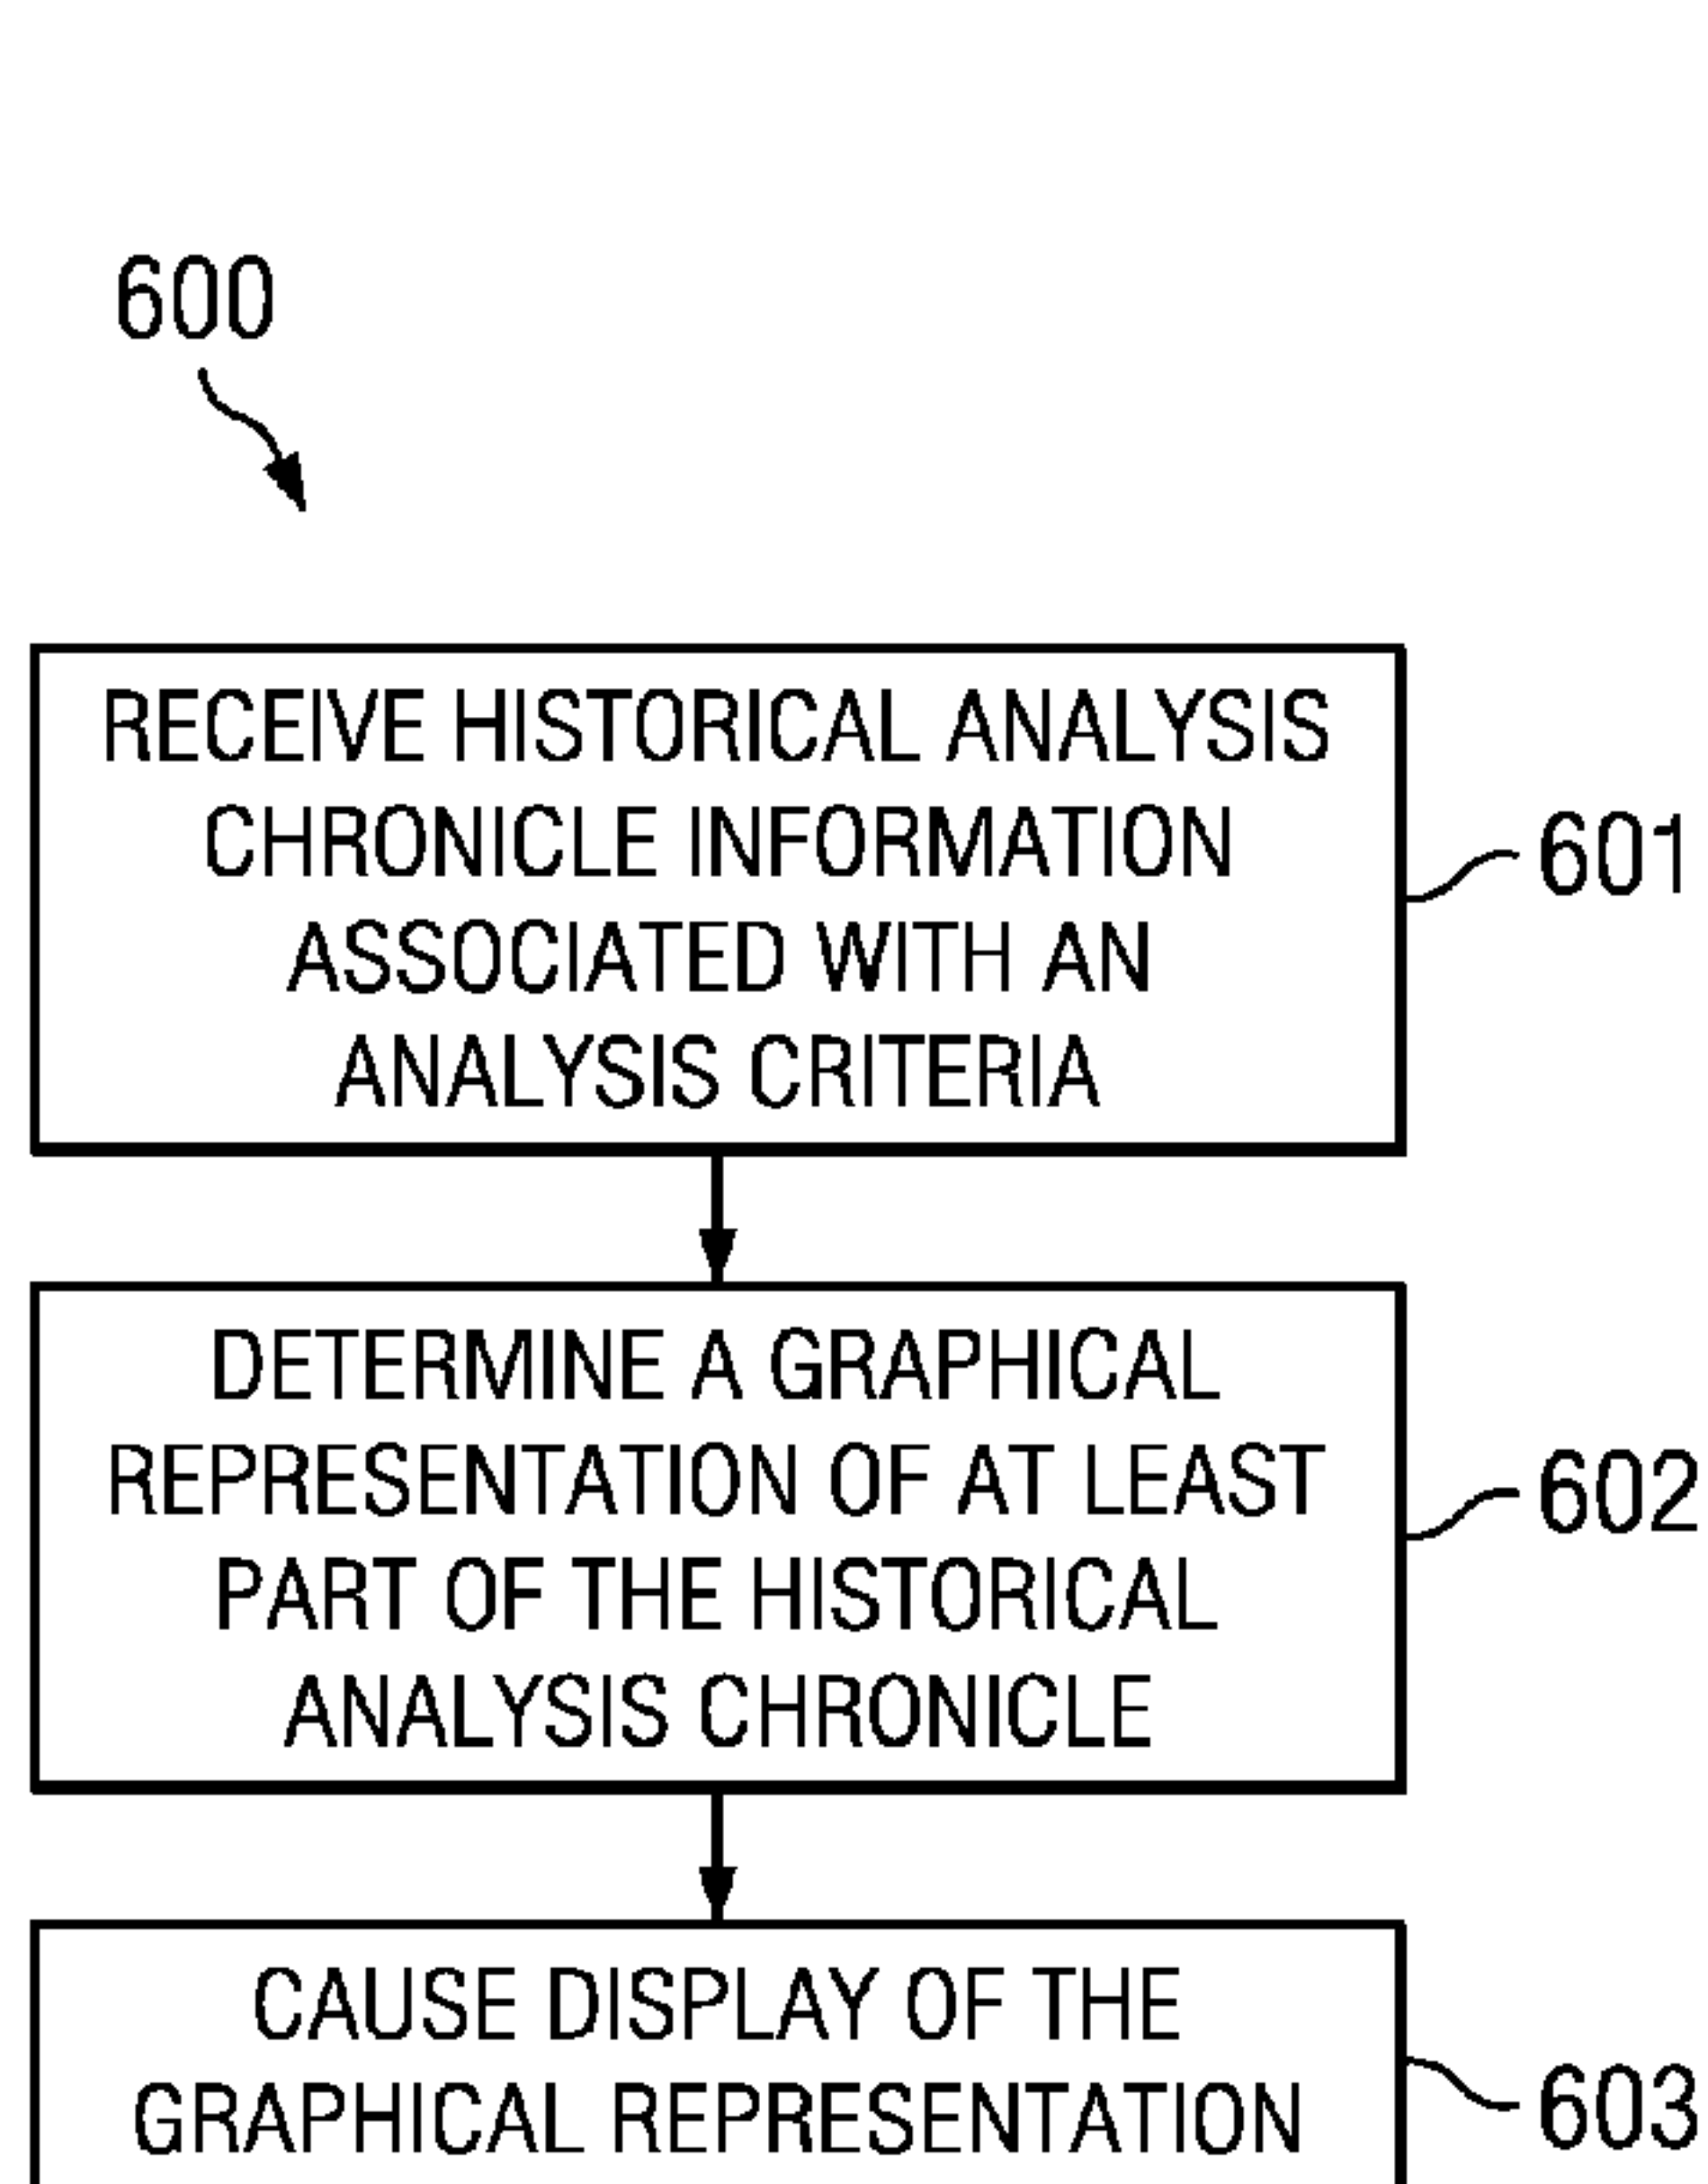 600
RECEIVE HISTORICAL ANALYSIS
CHRONICLE INFORMATION
ASSOCIATED WITH AN
ANALYSIS CRITERIA
601
DETERMINE A GRAPHICAL
REPRESENTATION OF AT LEAST
PART OF THE HISTORICAL
ANALYSIS CHRONICLE
602
CAUSE DISPLAY OF THE
GRAPHICAL REPRESENTATION
603